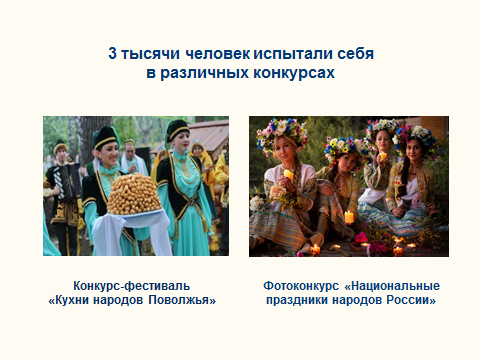 3 тысячи человек испытали себя
в различных конкурсах
Конкурс-фестиваль
«Кухни народов Поволжья»
Фотоконкурс «Национальные
праздники народов России»